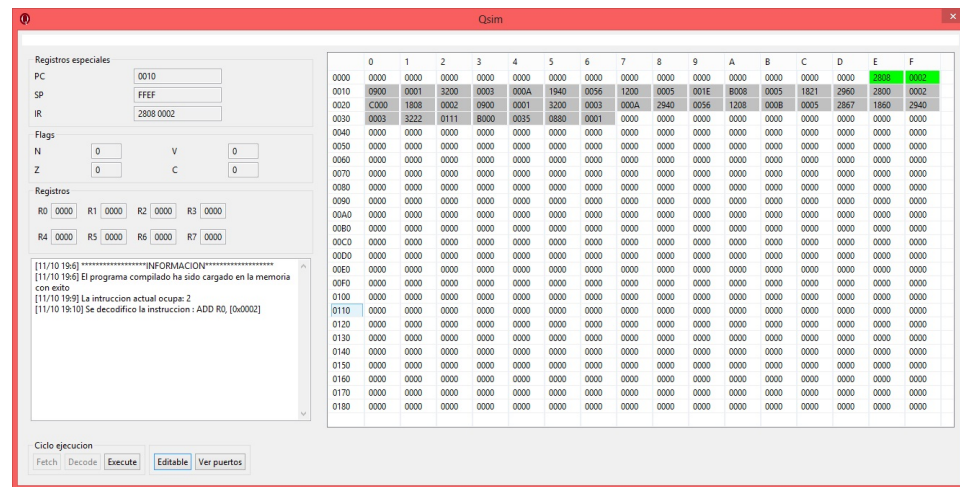 Qsim
Registros especiales
PC 0010
SP FFEF
IR 2808 0002
Flags
N 0 V 0
Z 0 C 0
Registros
R0 0000 R1 0000 R2 0000 R3 0000
R4 0000 R5 0000 R6 0000 R7 0000
[11/10 19:6] ******************INFORMACION*******************
[11/10 19:6] El programa compilado ha sido cargado en la memoria
con exito
[11/10 19:9] La intruccion actual ocupa: 2
[11/10 19:10] Se decodifico la instruccion : ADD R0, [0x0002]
Ciclo ejecucion
Fetch Decode Execute Editable Ver puertos
0 1 2 3 4 5 6 7 8 9 A B C D E F
0000 0000 0000 0000 0000 0000 0000 0000 0000 0000 0000 0000 0000 0000 0000 2808 0002
0010 0900 0001 3200 0003 000A 1940 0056 1200 0005 001E B008 0005 1821 2960 2800 0002
0020 C000 1808 0002 0900 0001 3200 0003 000A 2940 0056 1208 000B 0005 2867 1860 2940
0030 0003 3222 0111 B000 0035 0880 0001 0000 0000 0000 0000 0000 0000 0000 0000 0000
0040 0000 0000 0000 0000 0000 0000 0000 0000 0000 0000 0000 0000 0000 0000 0000 0000
0050 0000 0000 0000 0000 0000 0000 0000 0000 0000 0000 0000 0000 0000 0000 0000 0000
0060 0000 0000 0000 0000 0000 0000 0000 0000 0000 0000 0000 0000 0000 0000 0000 0000
0070 0000 0000 0000 0000 0000 0000 0000 0000 0000 0000 0000 0000 0000 0000 0000 0000
0080 0000 0000 0000 0000 0000 0000 0000 0000 0000 0000 0000 0000 0000 0000 0000 0000
0090 0000 0000 0000 0000 0000 0000 0000 0000 0000 0000 0000 0000 0000 0000 0000 0000
00A0 0000 0000 0000 0000 0000 0000 0000 0000 0000 0000 0000 0000 0000 0000 0000 0000
00B0 0000 0000 0000 0000 0000 0000 0000 0000 0000 0000 0000 0000 0000 0000 0000 0000
00C0 0000 0000 0000 0000 0000 0000 0000 0000 0000 0000 0000 0000 0000 0000 0000 0000
00D0 0000 0000 0000 0000 0000 0000 0000 0000 0000 0000 0000 0000 0000 0000 0000 0000
00E0 0000 0000 0000 0000 0000 0000 0000 0000 0000 0000 0000 0000 0000 0000 0000 0000
00F0 0000 0000 0000 0000 0000 0000 0000 0000 0000 0000 0000 0000 0000 0000 0000 0000
0100 0000 0000 0000 0000 0000 0000 0000 0000 0000 0000 0000 0000 0000 0000 0000 0000
0110 0000 0000 0000 0000 0000 0000 0000 0000 0000 0000 0000 0000 0000 0000 0000 0000
0120 0000 0000 0000 0000 0000 0000 0000 0000 0000 0000 0000 0000 0000 0000 0000 0000
0130 0000 0000 0000 0000 0000 0000 0000 0000 0000 0000 0000 0000 0000 0000 0000 0000
0140 0000 0000 0000 0000 0000 0000 0000 0000 0000 0000 0000 0000 0000 0000 0000 0000
0150 0000 0000 0000 0000 0000 0000 0000 0000 0000 0000 0000 0000 0000 0000 0000 0000
0160 0000 0000 0000 0000 0000 0000 0000 0000 0000 0000 0000 0000 0000 0000 0000 0000
0170 0000 0000 0000 0000 0000 0000 0000 0000 0000 0000 0000 0000 0000 0000 0000 0000
0180 0000 0000 0000 0000 0000 0000 0000 0000 0000 0000 0000 0000 0000 0000 0000 0000